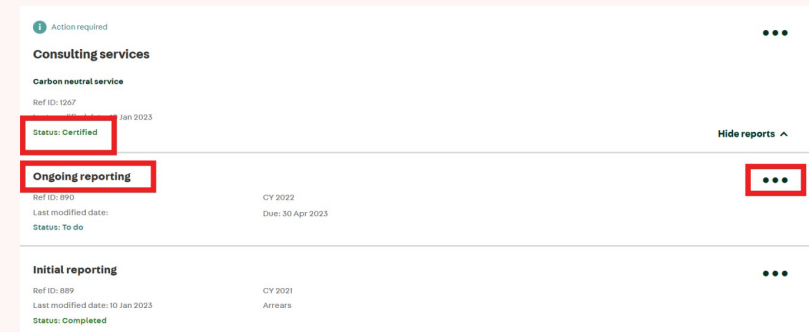 i Action required
Consulting services
Carbon neutral service
Ref ID: 1267
Jan 2023
Status: Certified
Hide reports
Ongoing reporting
Ref ID: 890 CY 2022
Last modified date: Due: 30 Apr 2023
Status: To do
Initial reporting
Ref ID: 889 CY 2021
Last modified date: 10 Jan 2023 Arrears
Status: Completed